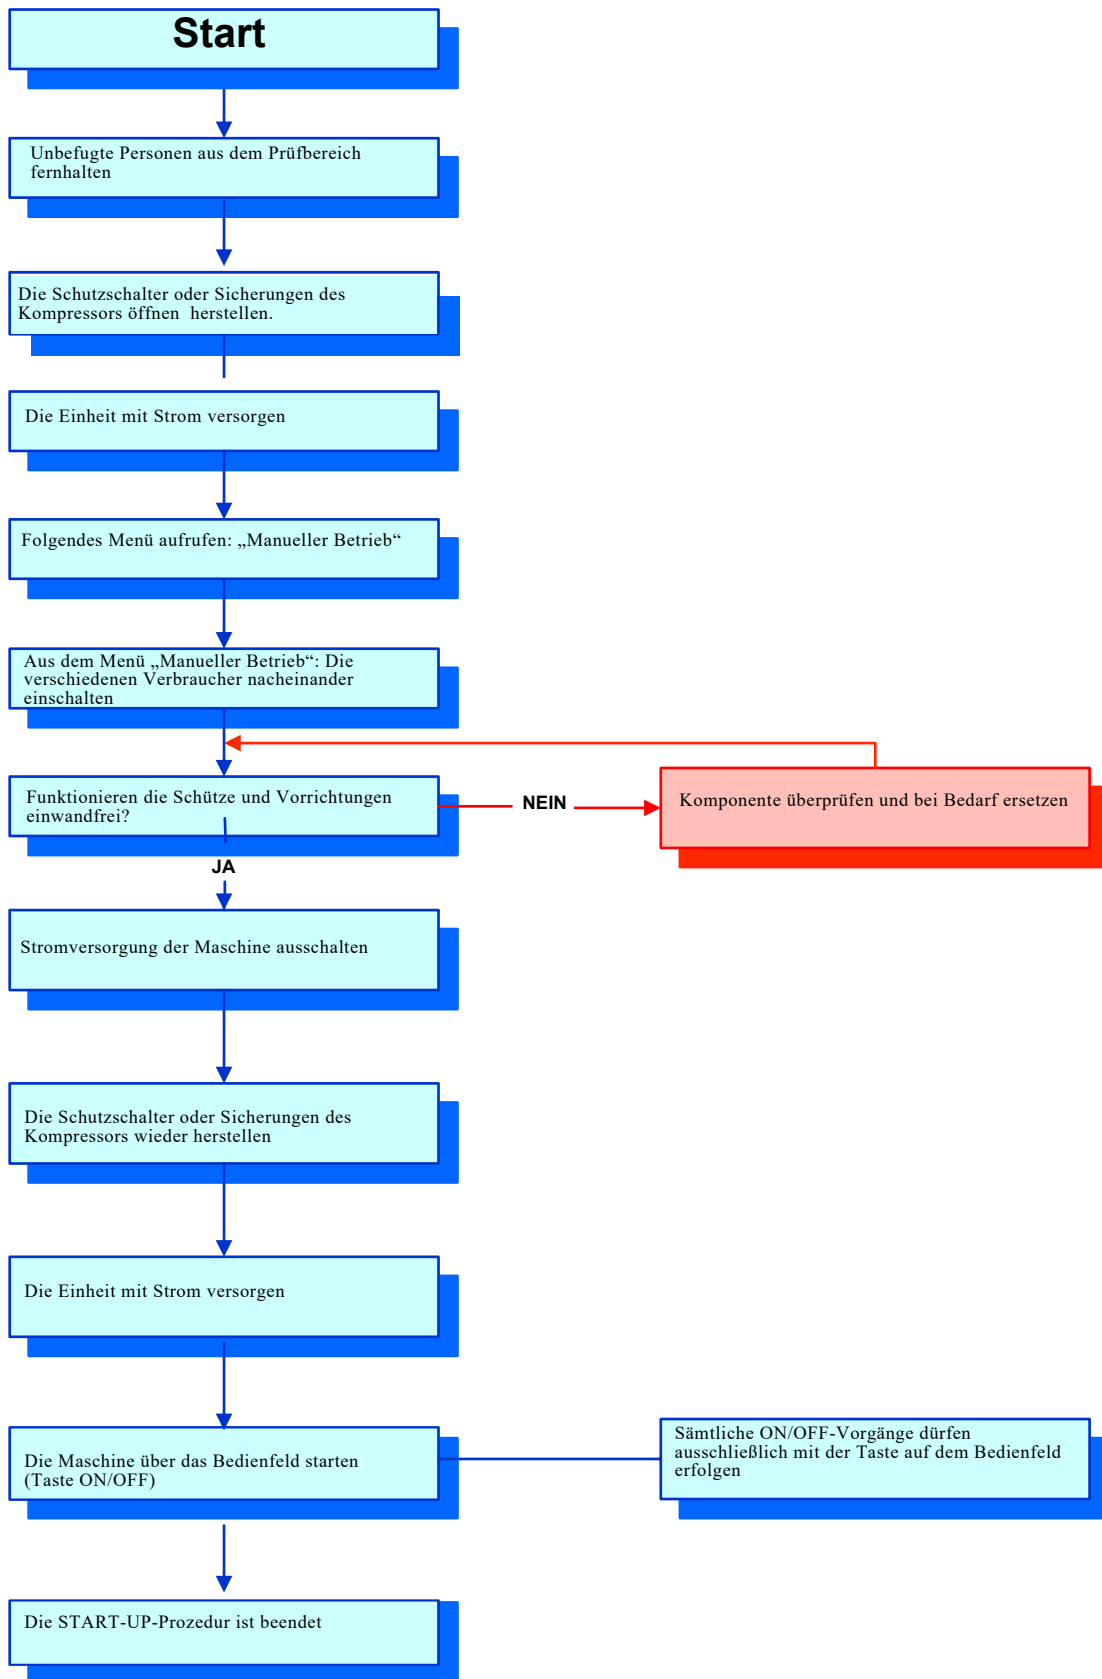 Start
Unbefugte Personen aus dem Prüfbereich
fernhalten
Die Schutzschalter oder Sicherungen des
Kompressors öffnen  herstellen.
Die Einheit mit Strom versorgen
Folgendes Menü aufrufen: „Manueller Betrieb“
Aus dem Menü „Manueller Betrieb“: Die
verschiedenen Verbraucher nacheinander
einschalten
Funktionieren die Schütze und Vorrichtungen
einwandfrei?
NEIN
Komponente überprüfen und bei Bedarf ersetzen
JA
Stromversorgung der Maschine ausschalten
Die Schutzschalter oder Sicherungen des
Kompressors wieder herstellen
Die Einheit mit Strom versorgen
Die Maschine über das Bedienfeld starten
(Taste ON/OFF)
Sämtliche ON/OFF-Vorgänge dürfen
ausschließlich mit der Taste auf dem Bedienfeld
erfolgen
Die START-UP-Prozedur ist beendet